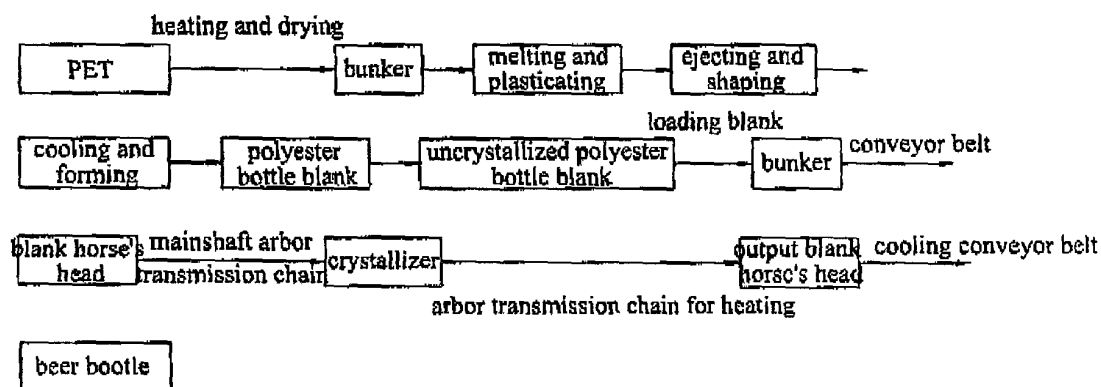 heating and drying
PET
bunker
melting and
plasticating
ejecting and
shaping
cooling and
forming
polyester
bottle blank
uncrystallized polyester
bottle blank
loading blank
bunker
conveyor belt
blank horse's
head
mainshaft arbor
transmission chain
crystallizer
arbor transmission chain for heating
output blank
horse's head
cooling conveyor belt
beer bootle